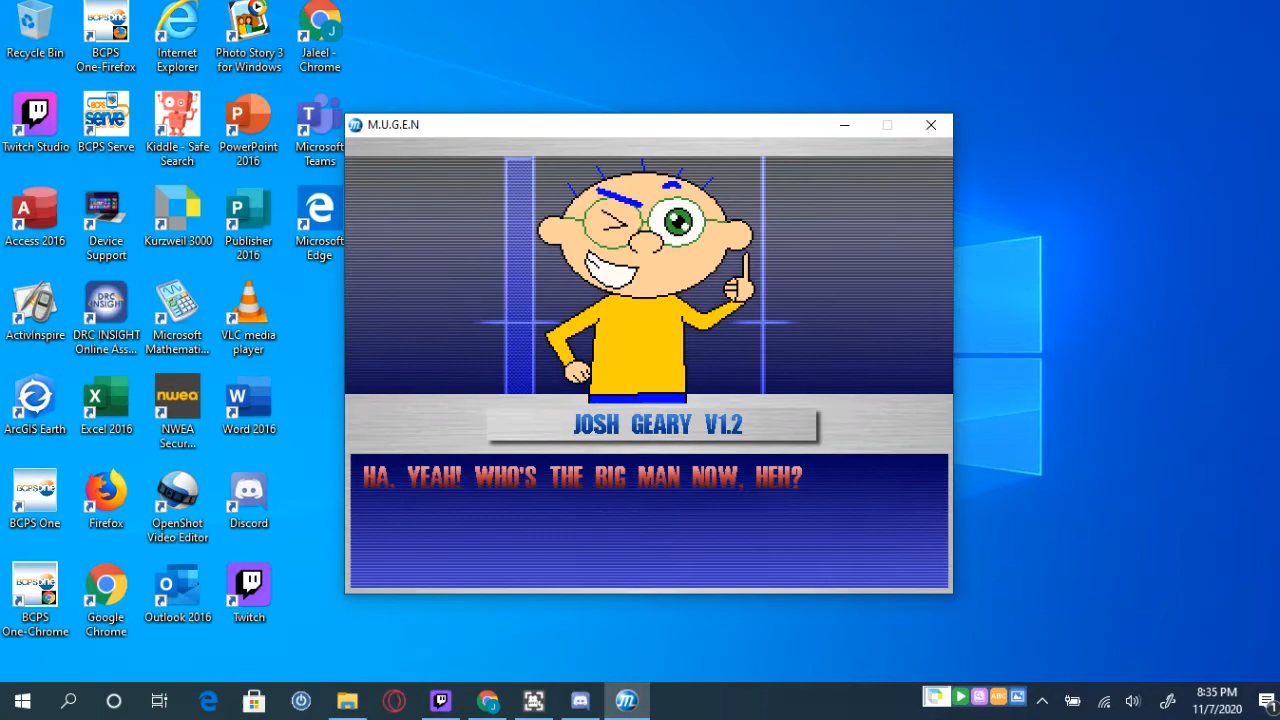 Recycle Bin
BCPS
One-Firefox
Internet
Explorer
Photo Story 3
for Windows
Jaleel -
Chrome
Twitch Studio
BCPS Serve
Kiddle - Safe
Search
PowerPoint
2016
Microsoft
Teams
Access 2016
Device
Support
Kurzweil 3000
Publisher
2016
Microsoft
Edge
ActivInspire
DRC INSIGHT
Online Ass...
Microsoft
Mathemati...
VLC media
player
ArcGIS Earth
Excel 2016
nwea
NWEA
Secur...
Word 2016
BCPS One
Firefox
OpenShot
Video Editor
Discord
BCPS
One-Chrome
Google
Chrome
Outlook 2016
Twitch
M.U.G.E.N
JOSH GEARY V1.2
HA, YEAH! WHO'S THE BIG MAN NOW, HEH?
8:35 PM
11/7/2020